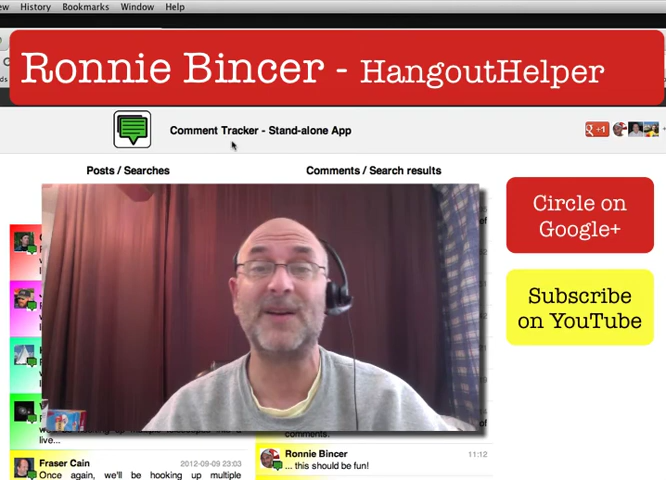 History Bookmarks Window Help
Ronnie Bincer - HangoutHelper
Comment Tracker - Stand-alone App
+1
Posts / Searches
Comments / Search results
Circle on
Google+
Subscribe
on YouTube
live...
comments.
Ronnie Bincer 11:12
... this should be fun!
Fraser Cain 2012-09-09 23:03
Once again, we'll be hooking up multiple